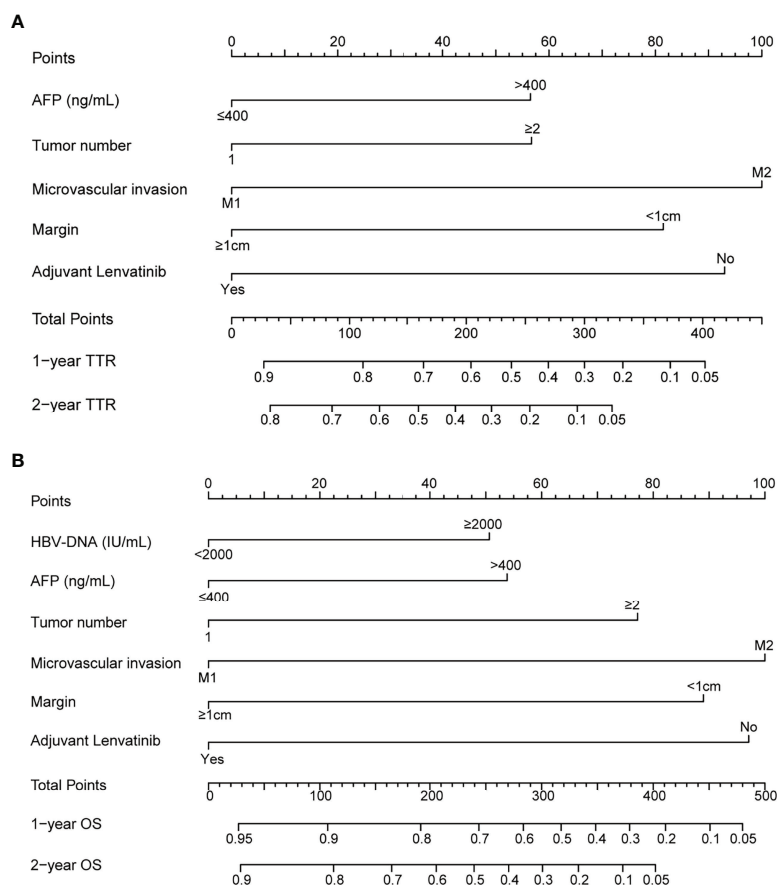 A
Points 0 20 40 60 80 100
AFP (ng/mL) ≤400 >400
Tumor number 1 ≥2
Microvascular invasion M1 M2
Margin ≥1cm <1cm
Adjuvant Lenvatinib Yes No
Total Points 0 100 200 300 400
1−year TTR 0.9 0.8 0.7 0.6 0.5 0.4 0.3 0.2 0.1 0.05
2−year TTR 0.8 0.7 0.6 0.5 0.4 0.3 0.2 0.1 0.05
B
Points 0 20 40 60 80 100
HBV-DNA (IU/mL) <2000 ≥2000
AFP (ng/mL) ≤400 >400
Tumor number 1 ≥2
Microvascular invasion M1 M2
Margin ≥1cm <1cm
Adjuvant Lenvatinib Yes No
Total Points 0 100 200 300 400 500
1−year OS 0.95 0.9 0.8 0.7 0.6 0.5 0.4 0.3 0.2 0.1 0.05
2−year OS 0.9 0.8 0.7 0.6 0.5 0.4 0.3 0.2 0.1 0.05